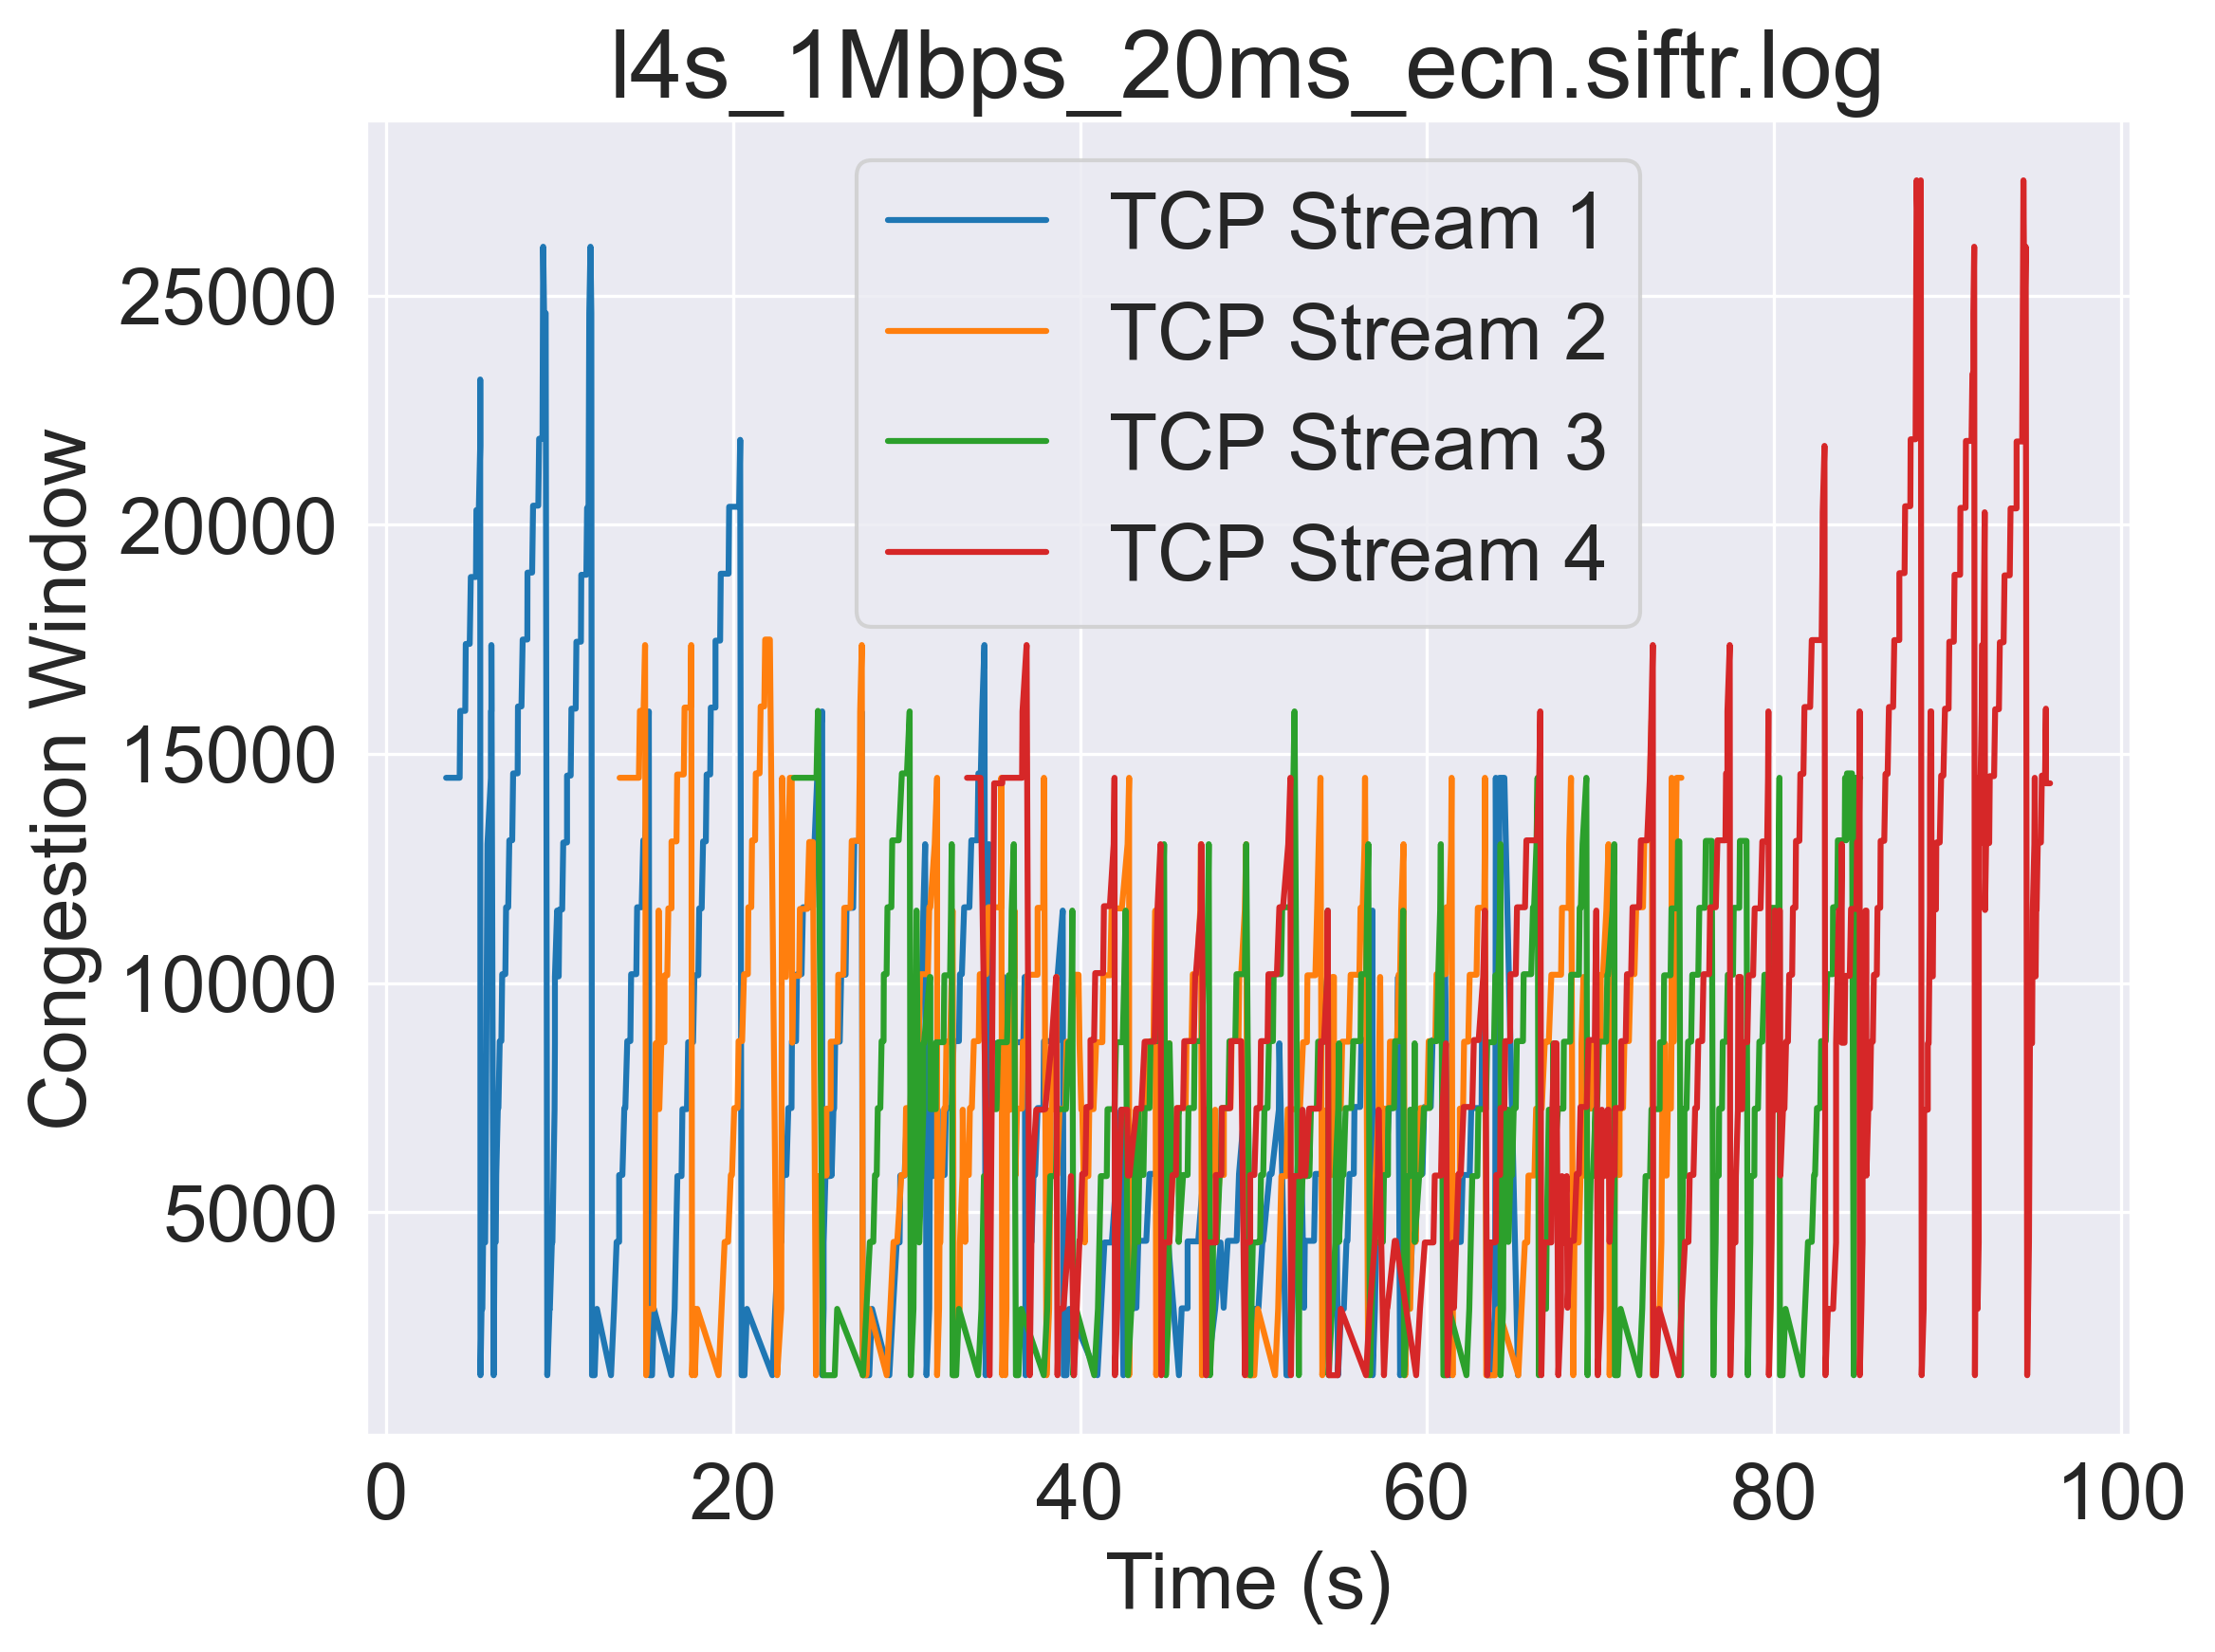 l4s_1Mbps_20ms_ecn.siftr.log
TCP Stream 1
TCP Stream 2
TCP Stream 3
TCP Stream 4
Congestion Window
25000
20000
15000
10000
5000
0 20 40 60 80 100
Time (s)